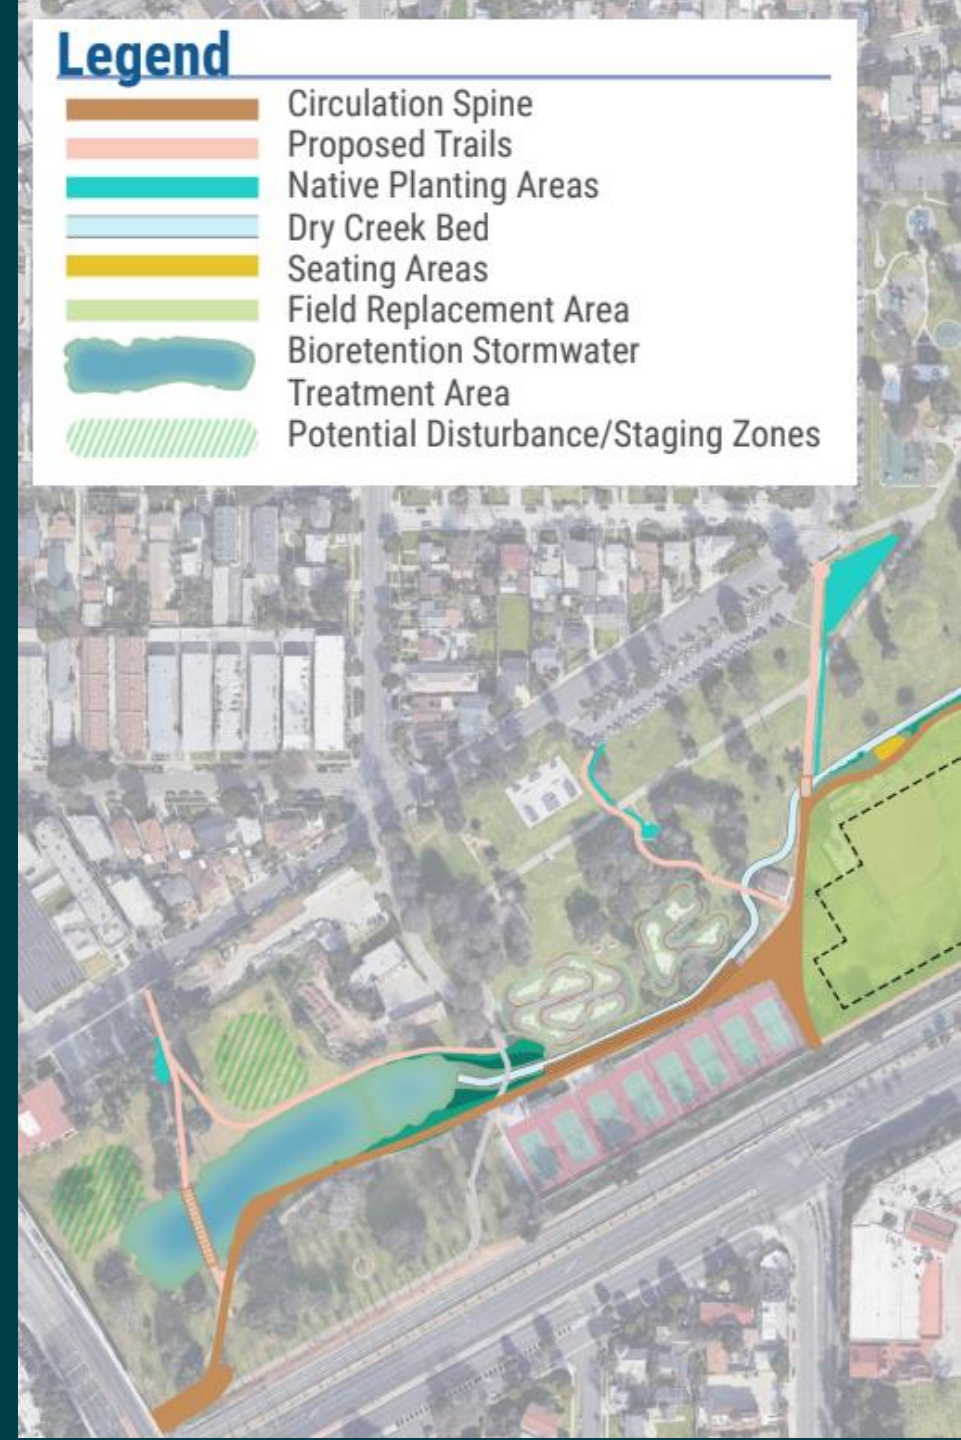 Legend
Circulation Spine
Proposed Trails
Native Planting Areas
Dry Creek Bed
Seating Areas
Field Replacement Area
Bioretention Stormwater
Treatment Area
Potential Disturbance/Staging Zones